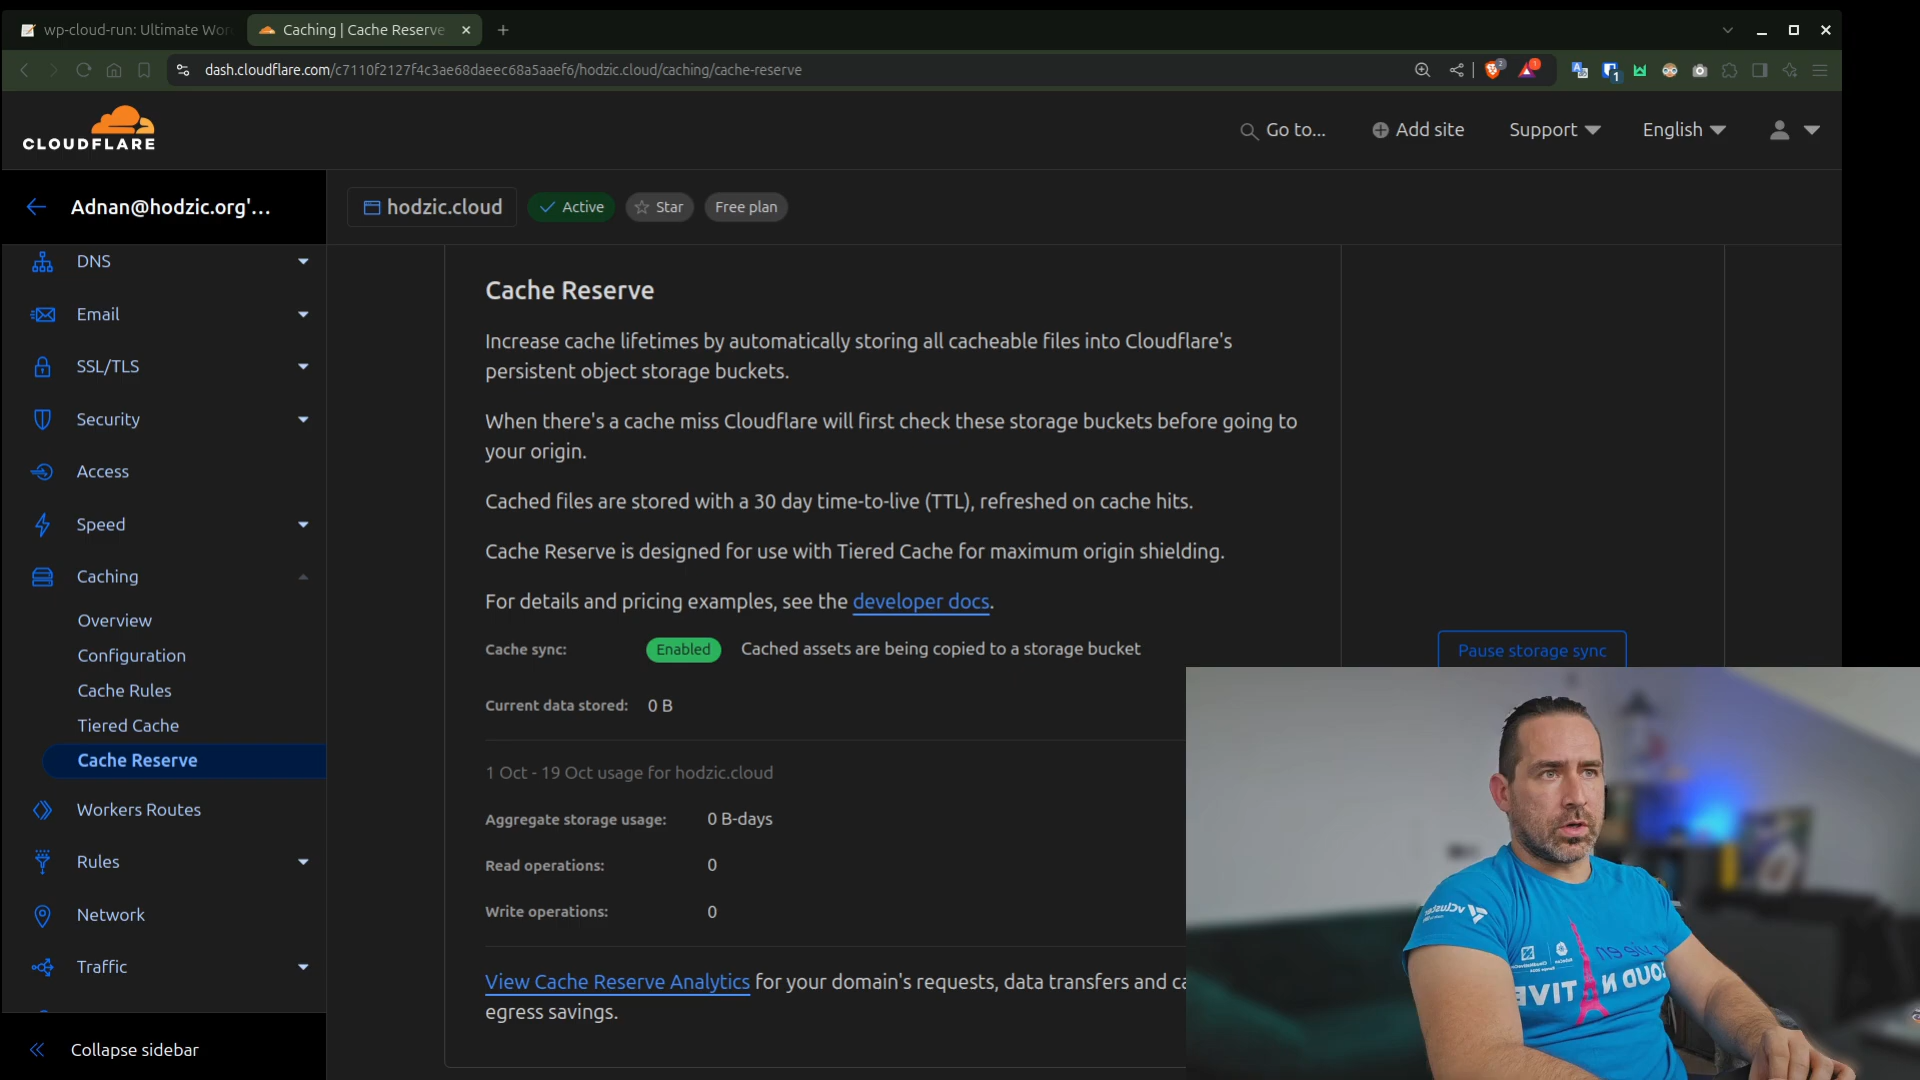 wp-cloud-run: Ultimate Wor
Caching | Cache Reserve
dash.cloudflare.com/c7110f2127f4c3ae68daeec68a5aaef6/hodzic.cloud/caching/cache-reserve
2
1
1
CLOUDFLARE
Go to...
Add site
Support
English
Adnan@hodzic.org'...
hodzic.cloud
Active
Star
Free plan
DNS
Email
SSL/TLS
Security
Access
Speed
Caching
Overview
Configuration
Cache Rules
Tiered Cache
Cache Reserve
Workers Routes
Rules
Network
Traffic
Collapse sidebar
Cache Reserve
Increase cache lifetimes by automatically storing all cacheable files into Cloudflare's
persistent object storage buckets.
When there's a cache miss Cloudflare will first check these storage buckets before going to
your origin.
Cached files are stored with a 30 day time-to-live (TTL), refreshed on cache hits.
Cache Reserve is designed for use with Tiered Cache for maximum origin shielding.
For details and pricing examples, see the developer docs.
Cache sync: Enabled Cached assets are being copied to a storage bucket
Pause storage sync
Current data stored: 0 B
1 Oct - 19 Oct usage for hodzic.cloud
Aggregate storage usage: 0 B-days
Read operations: 0
Write operations: 0
View Cache Reserve Analytics for your domain's requests, data transfers and ca
egress savings.
vCluster